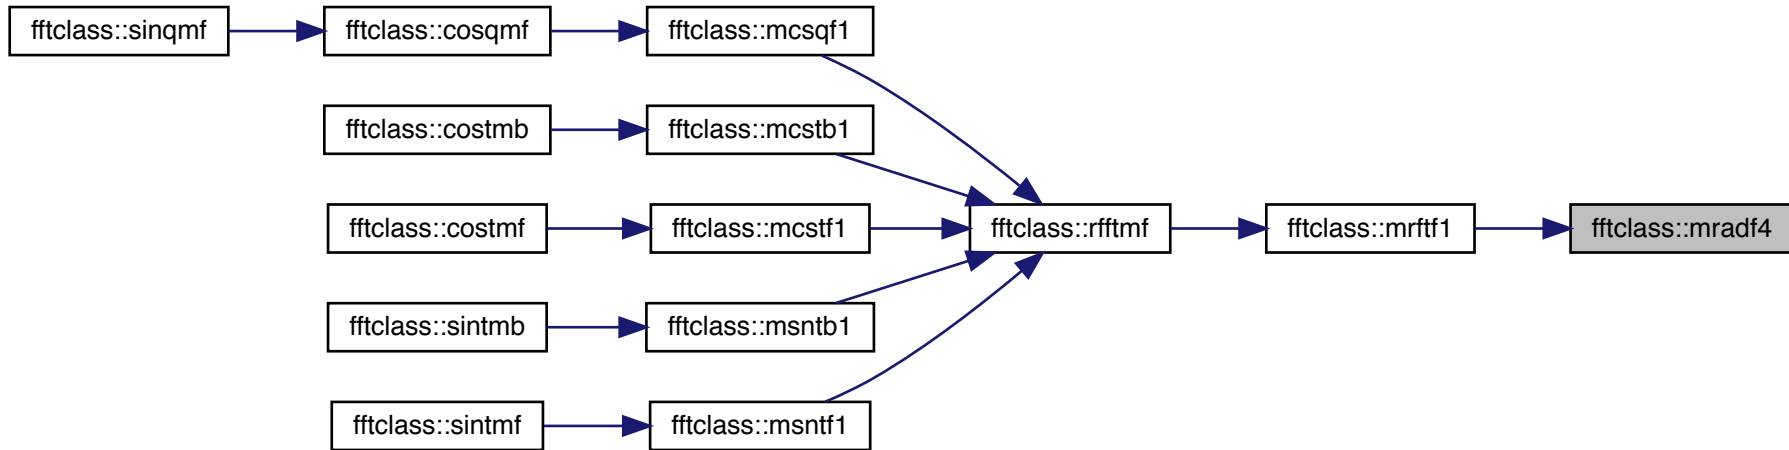 fftclass::sinqmf
fftclass::cosqmf
fftclass::mcsqf1
fftclass::costmb
fftclass::mcstb1
fftclass::costmf
fftclass::mcstf1
fftclass::rfftmf
fftclass::mrftf1
fftclass::mradf4
fftclass::sintmb
fftclass::msntb1
fftclass::sintmf
fftclass::msntf1